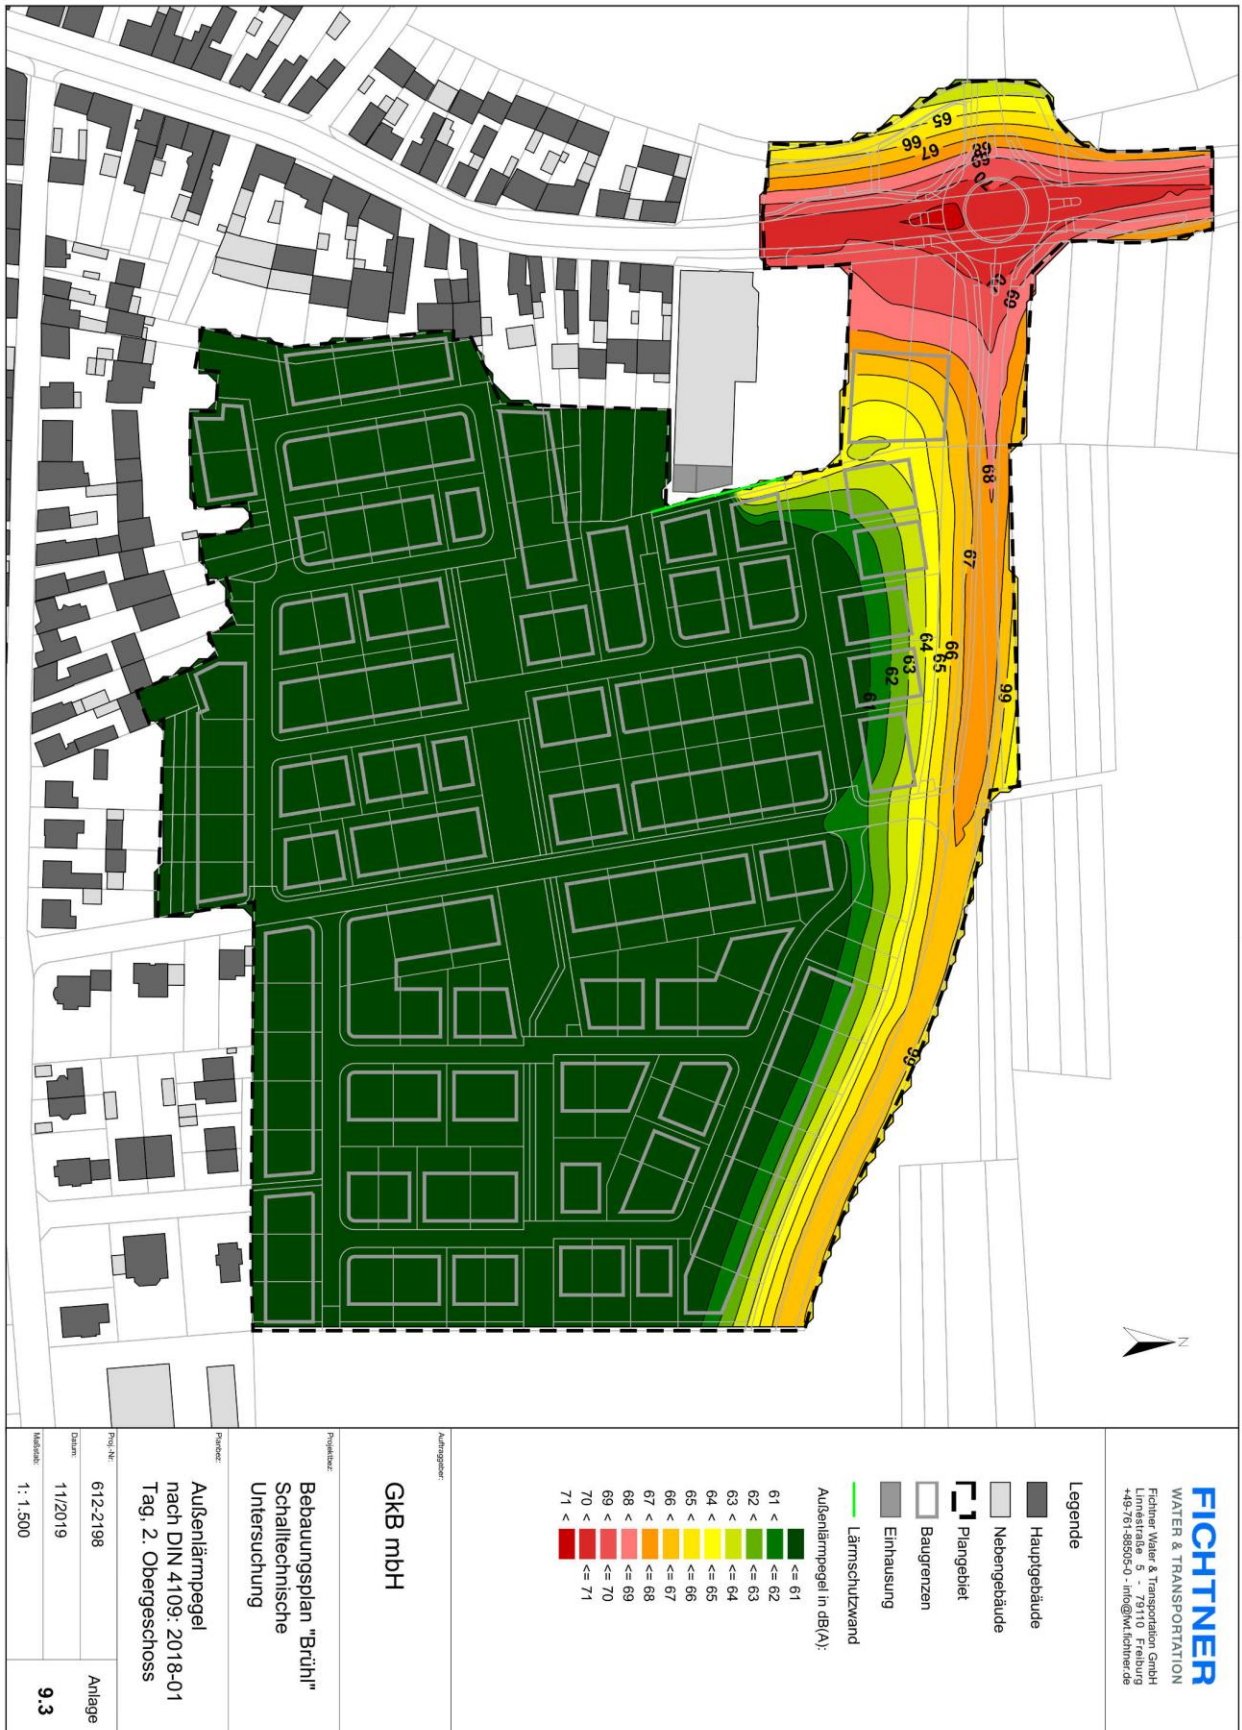 65
66
67
68
69
70
69
68
67
66
65
64
63
62
61
66
66
N
FICHTNER
WATER & TRANSPORTATION
Fichtner Water & Transportation GmbH
Linnéstraße 5 - 79110 Freiburg
+49-761-88505-0 - info@fwt.fichtner.de
Legende
Hauptgebäude
Nebengebäude
Plangebiet
Baugrenzen
Einhausung
Lärmschutzwand
Außenlärmpegel in dB(A):
<= 61
61 < <= 62
62 < <= 63
63 < <= 64
64 < <= 65
65 < <= 66
66 < <= 67
67 < <= 68
68 < <= 69
69 < <= 70
70 < <= 71
71 <
Auftraggeber:
GkB mbH
Projektbez:
Bebauungsplan "Brühl"
Schalltechnische
Untersuchung
Planbez:
Außenlärmpegel
nach DIN 4109: 2018-01
Tag, 2. Obergeschoss
Proj.-Nr:
612-2198
Anlage
Datum:
11/2019
9.3
Maßstab:
1: 1.500